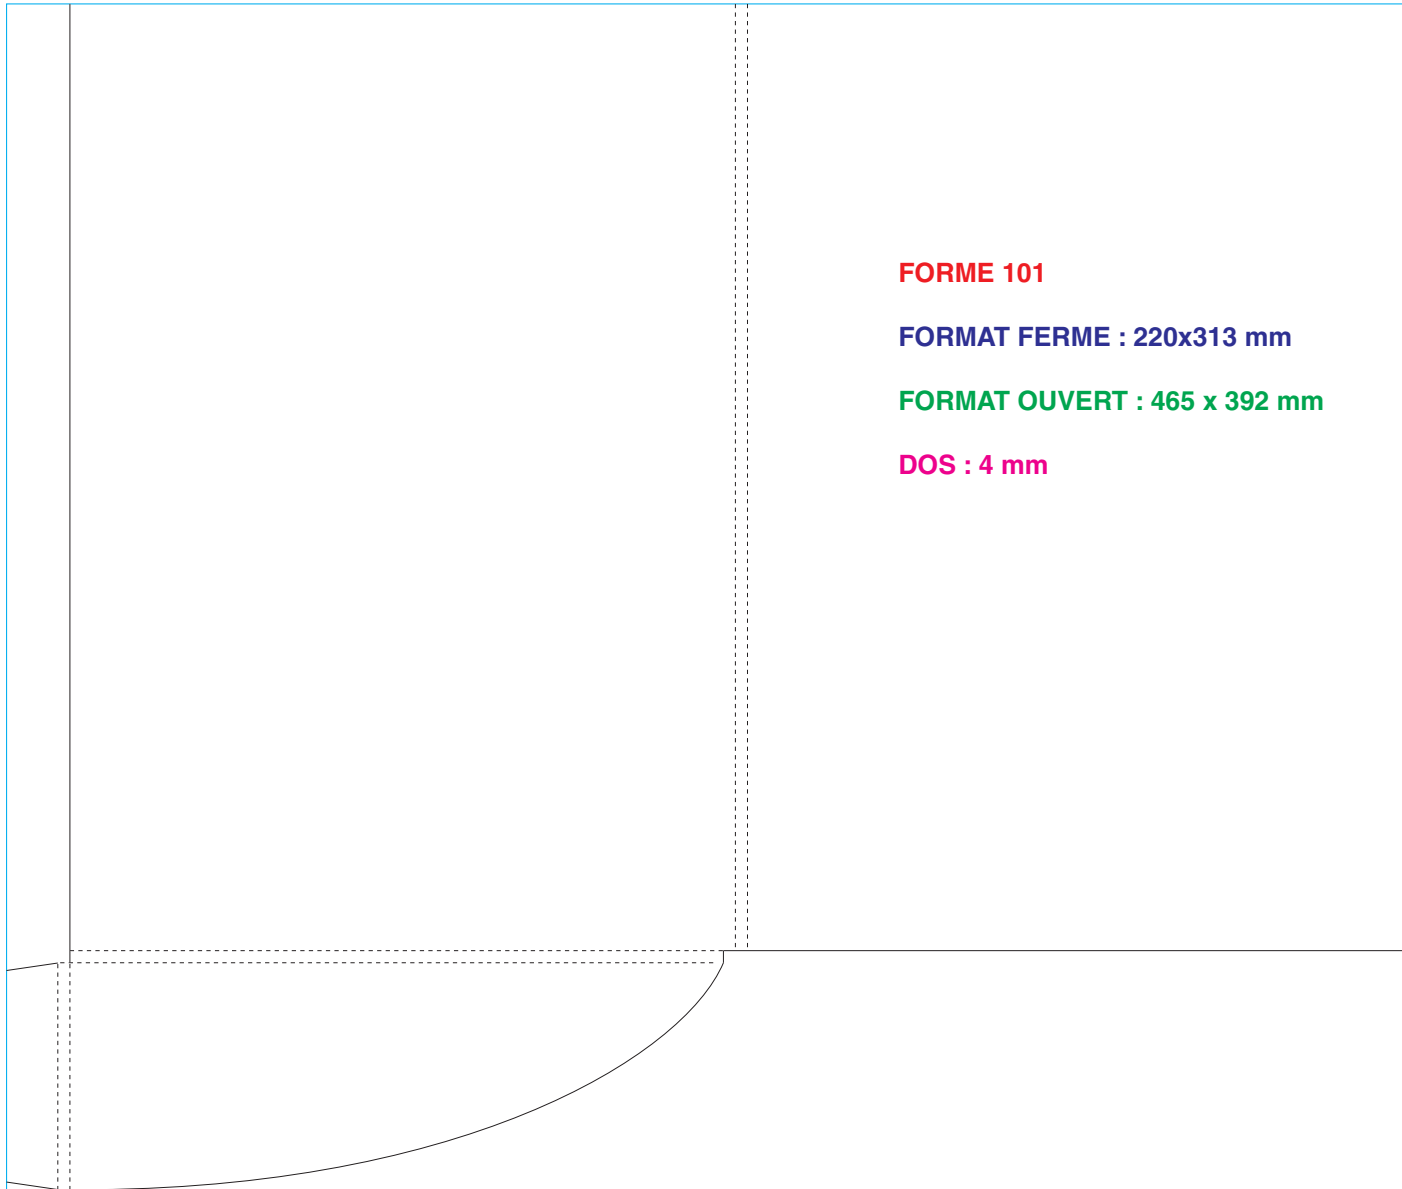 FORME 101
FORMAT FERME : 220x313 mm
FORMAT OUVERT : 465 x 392 mm
DOS : 4 mm